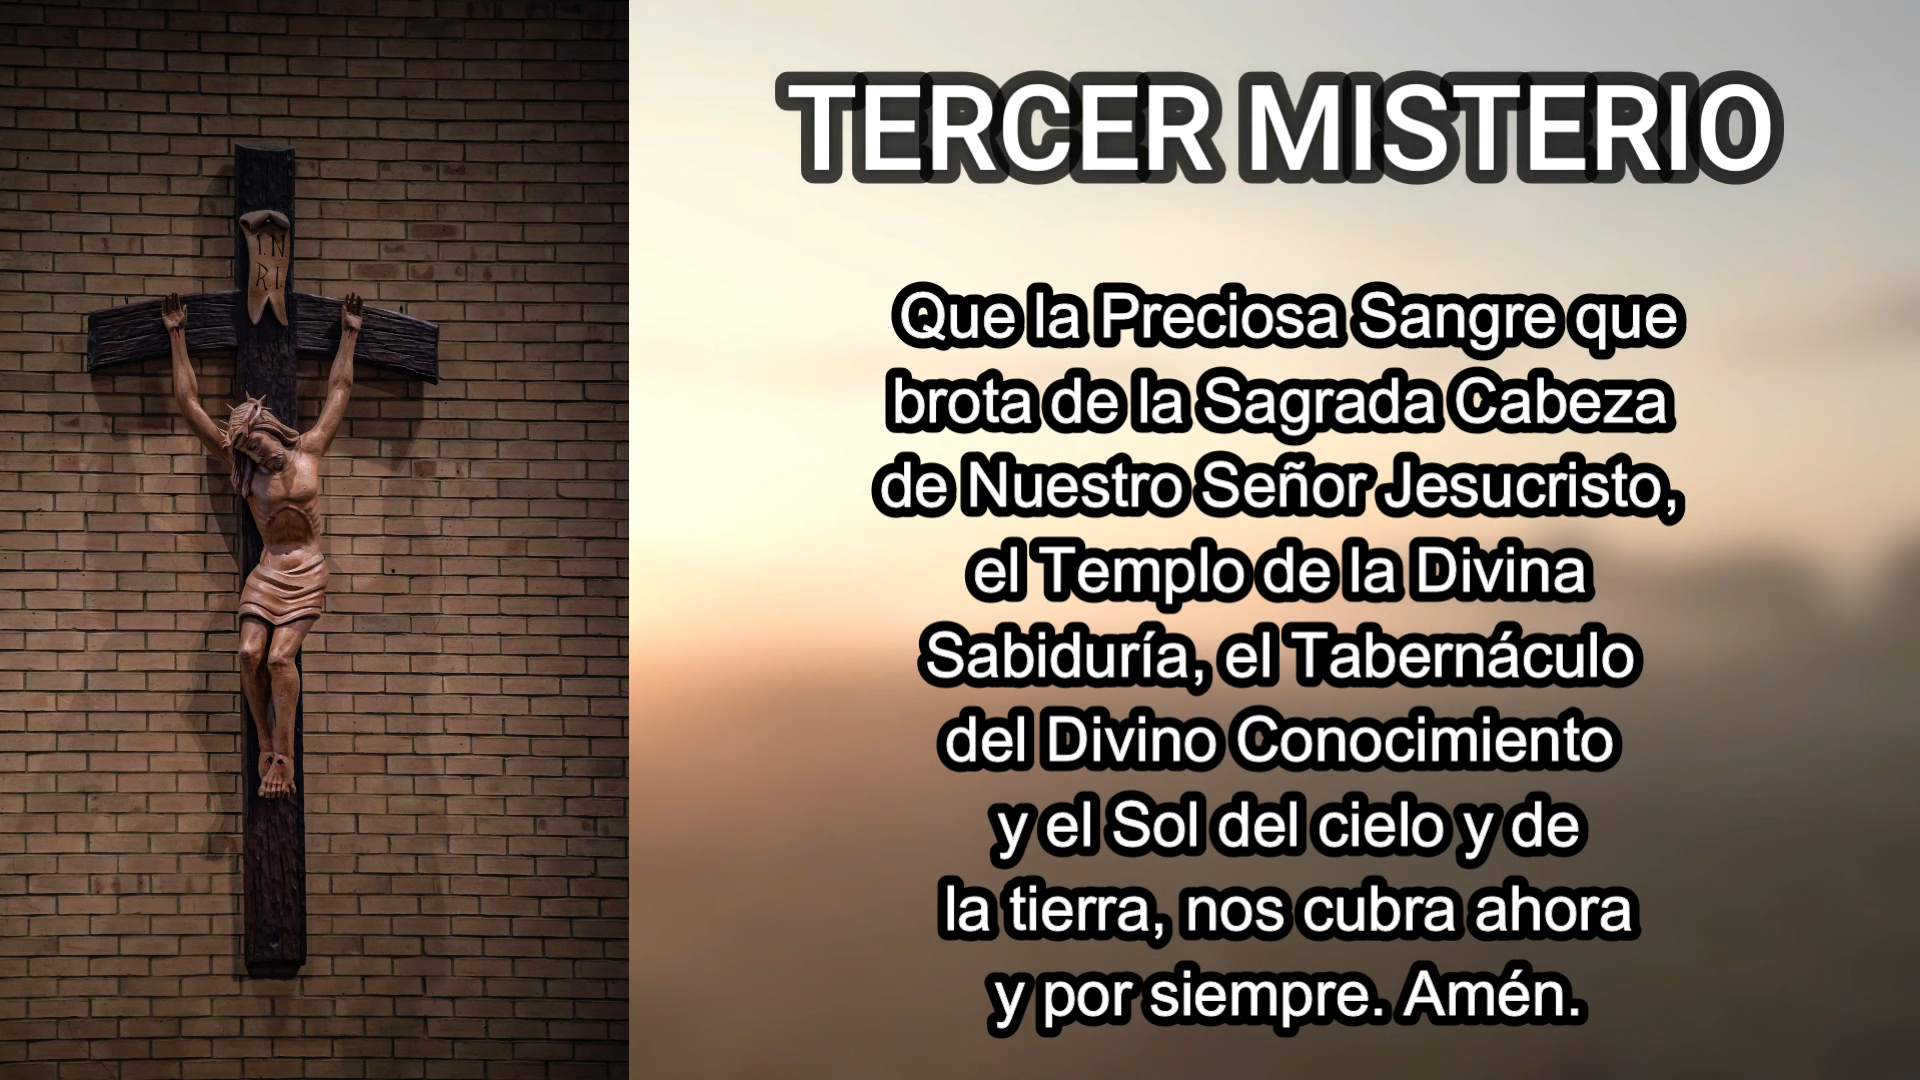 I.N
R.I.
TERCER MISTERIO
Que la Preciosa Sangre que
brota de la Sagrada Cabeza
de Nuestro Señor Jesucristo,
el Templo de la Divina
Sabiduría, el Tabernáculo
del Divino Conocimiento
y el Sol del cielo y de
la tierra, nos cubra ahora
y por siempre. Amén.